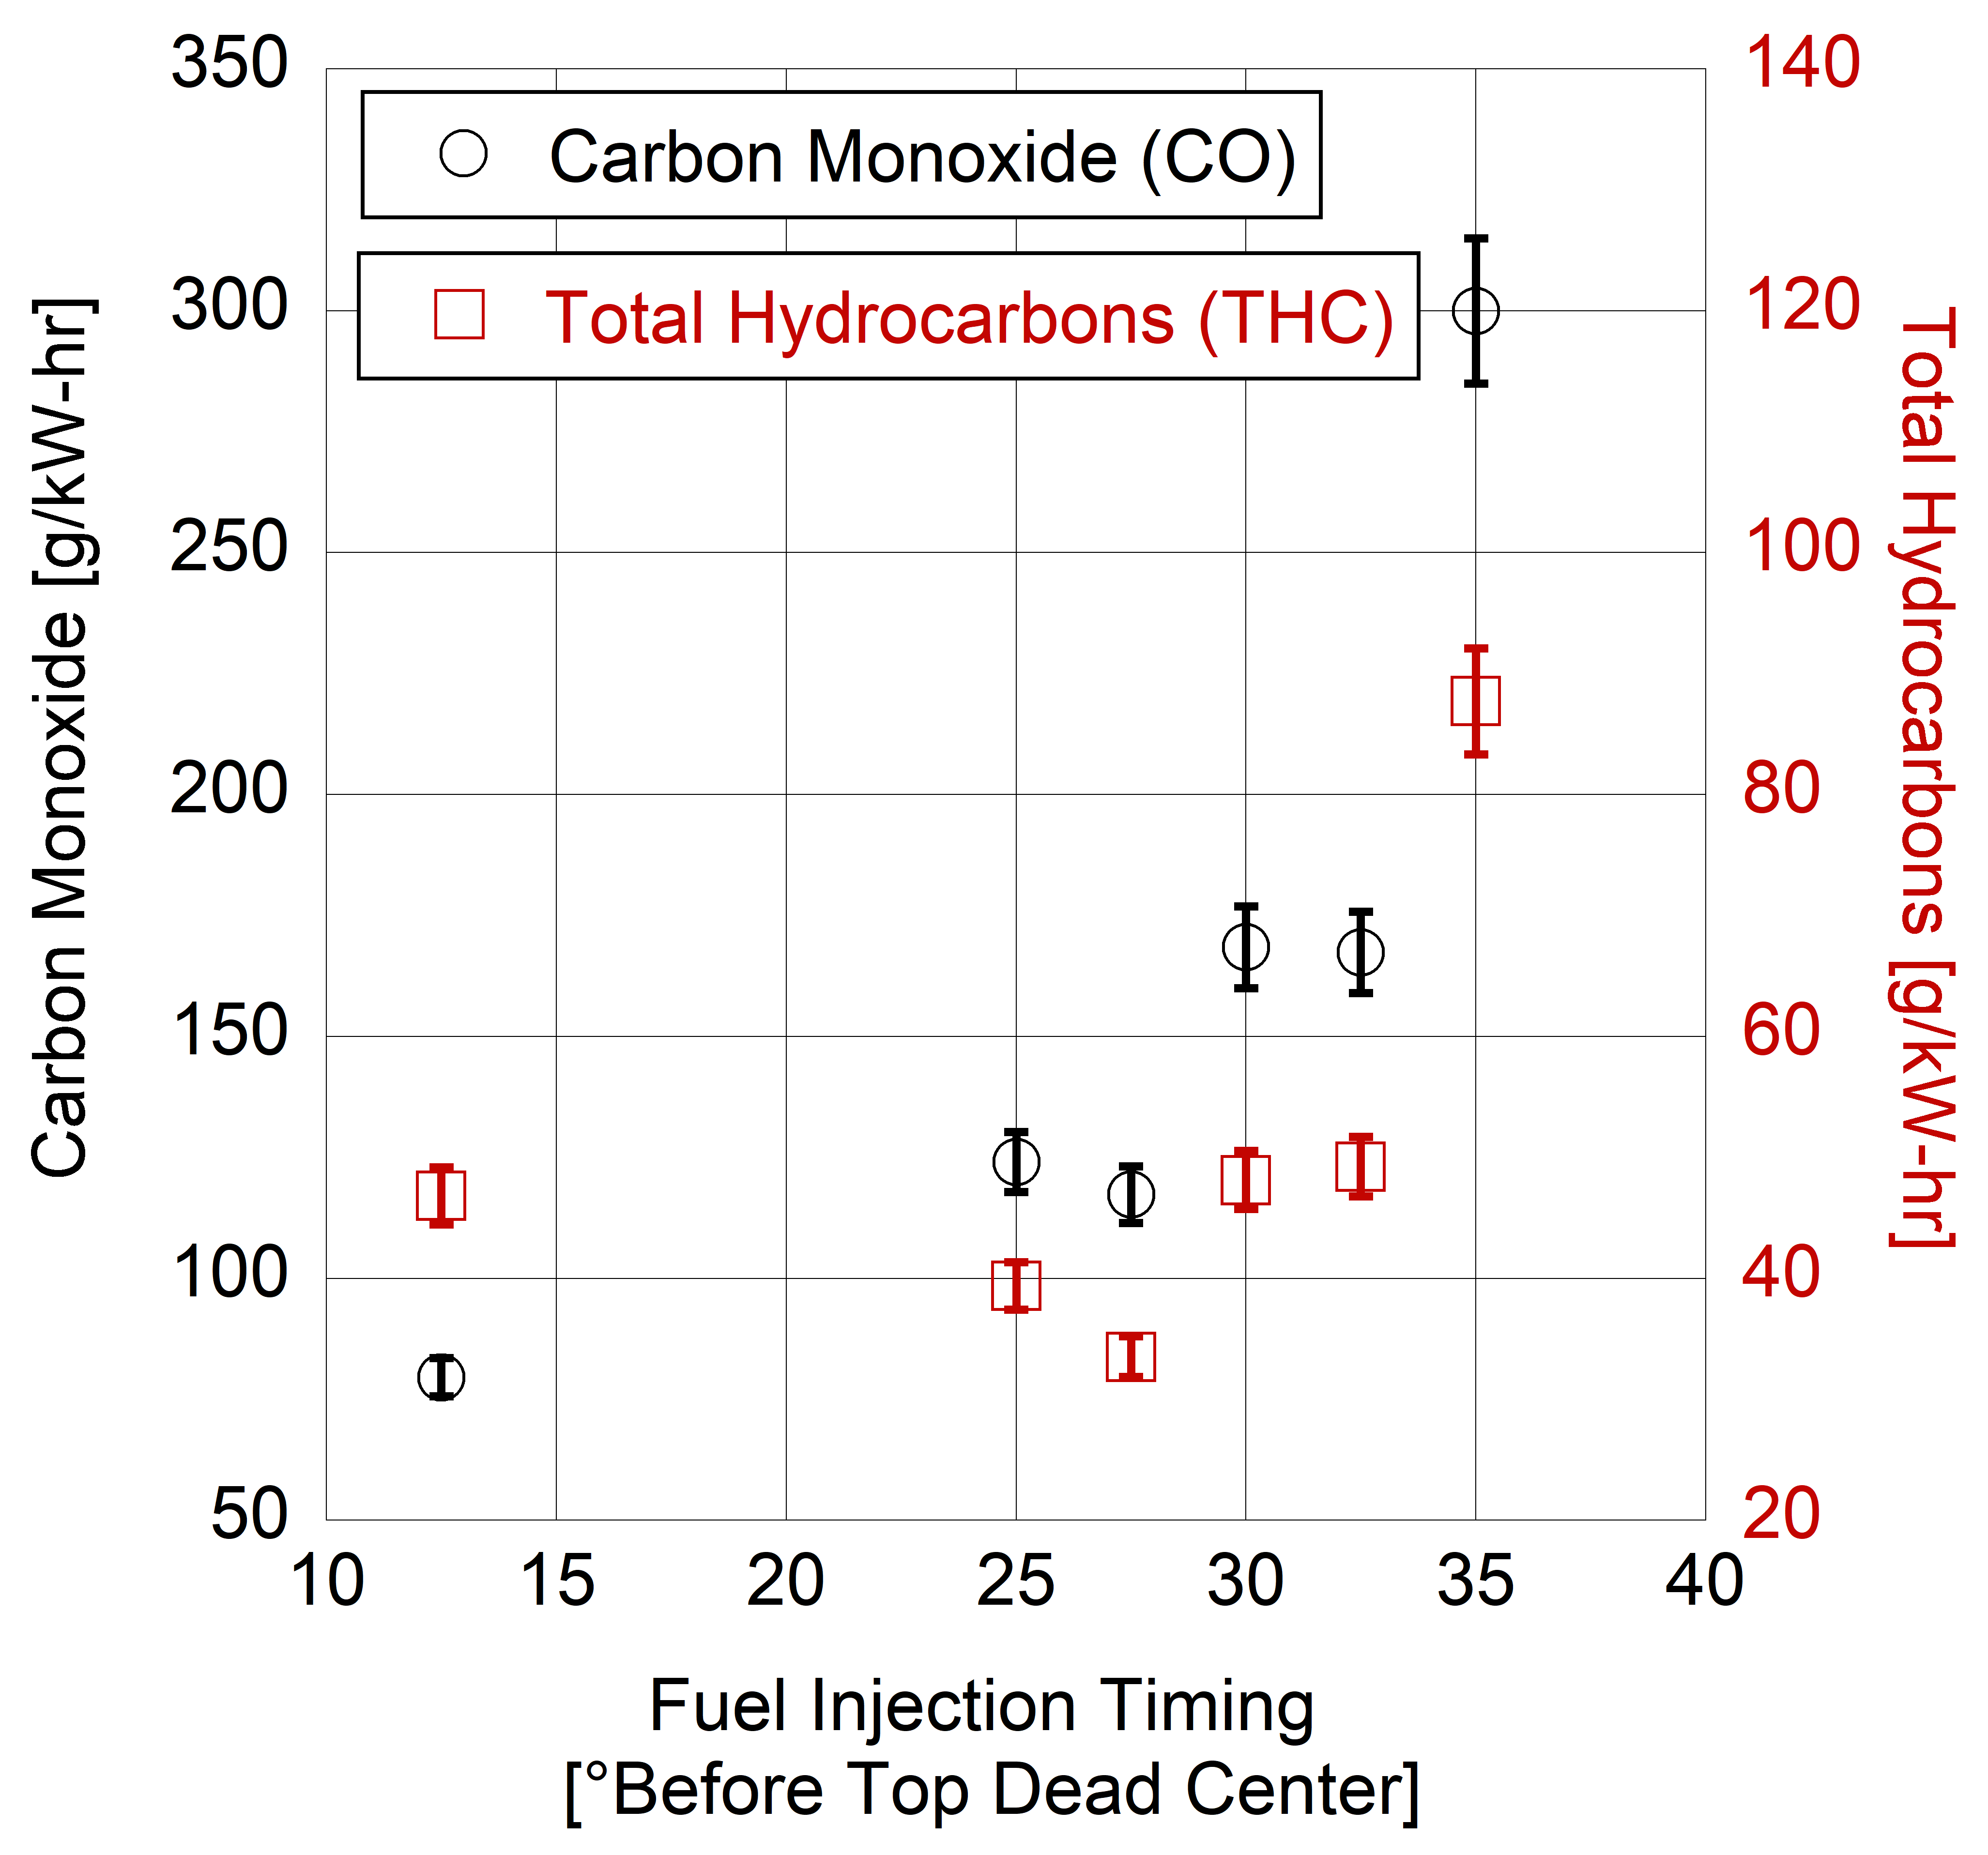 350
300
250
200
150
100
50
Carbon Monoxide [g/kW-hr]
Carbon Monoxide (CO)
Total Hydrocarbons (THC)
140
120
100
80
60
40
20
Total Hydrocarbons [g/kW-hr]
10 15 20 25 30 35 40
Fuel Injection Timing
[°Before Top Dead Center]